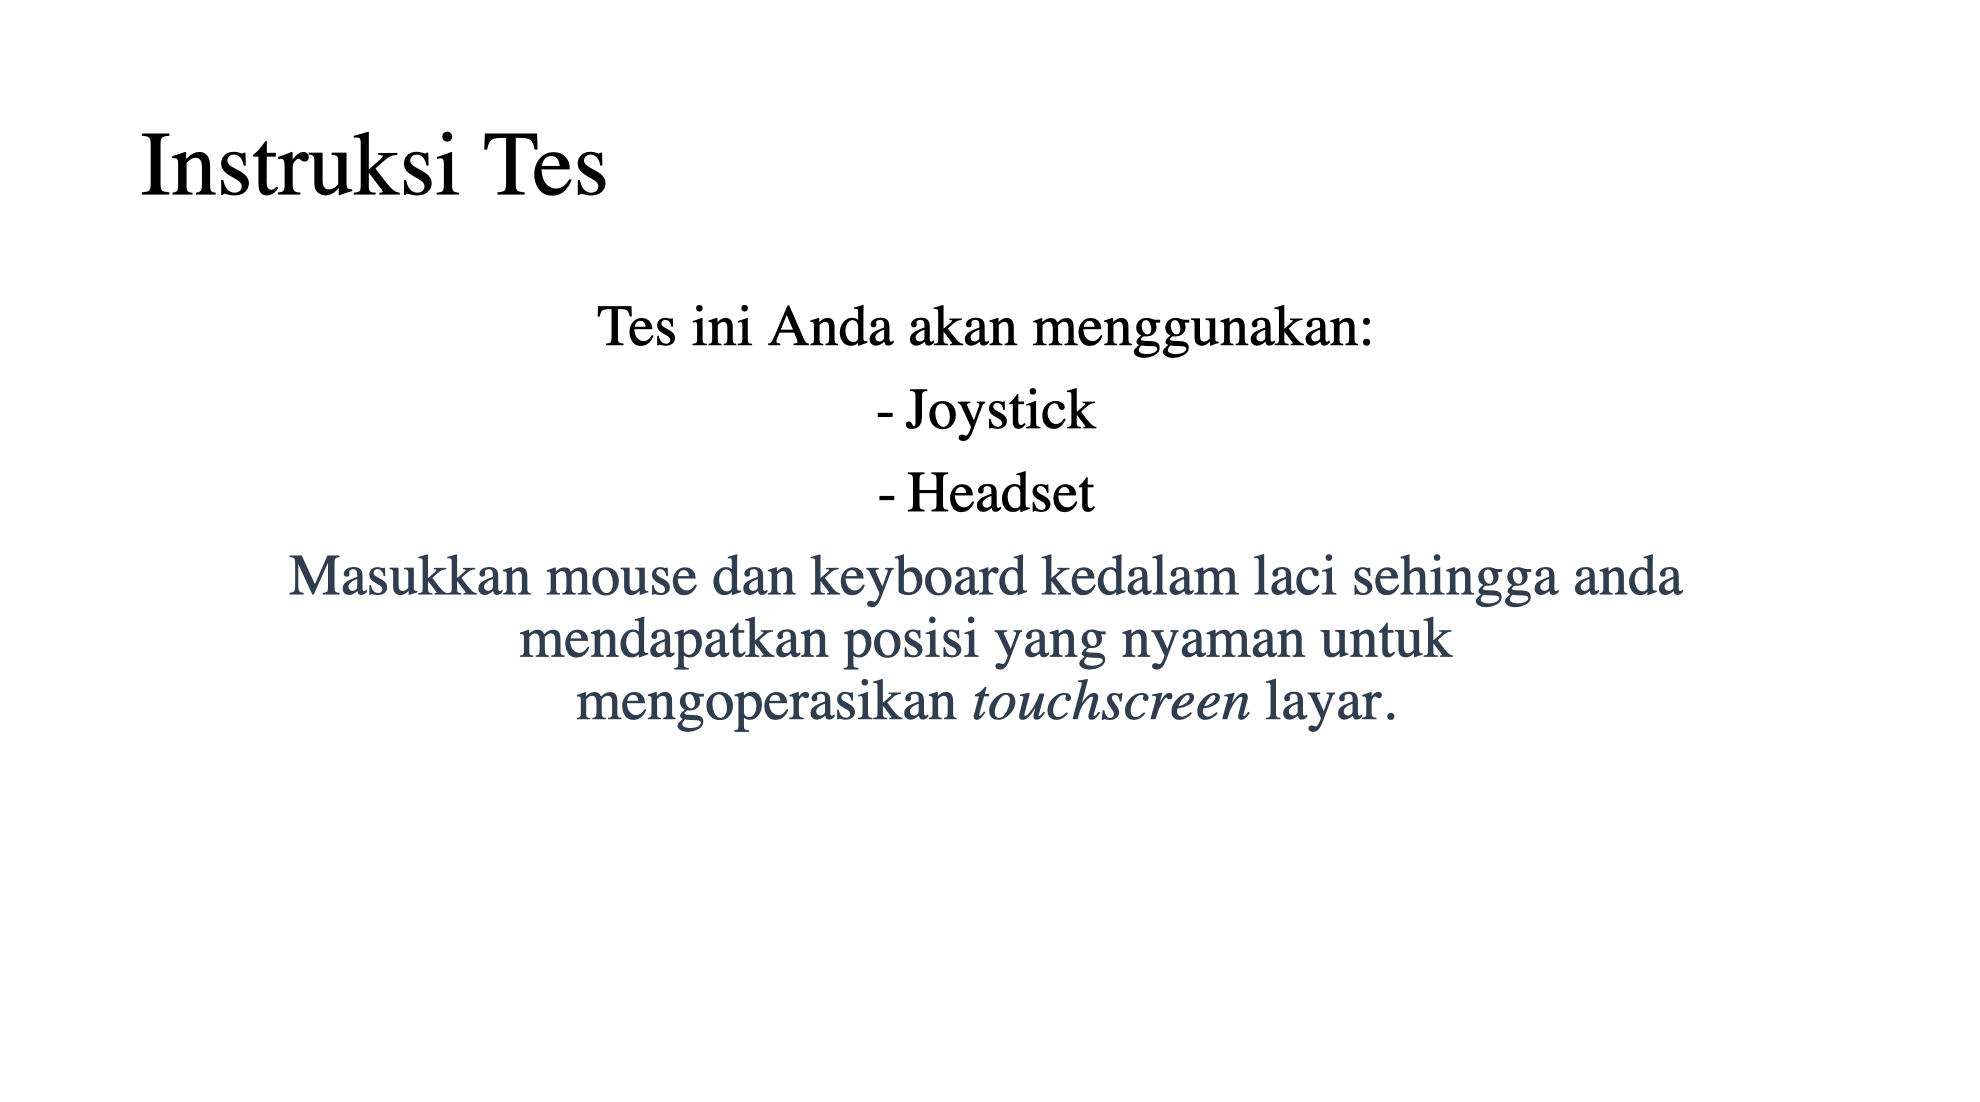 Instruksi Tes
Tes ini Anda akan menggunakan:
- Joystick
- Headset
Masukkan mouse dan keyboard kedalam laci sehingga anda
mendapatkan posisi yang nyaman untuk
mengoperasikan touchscreen layar.